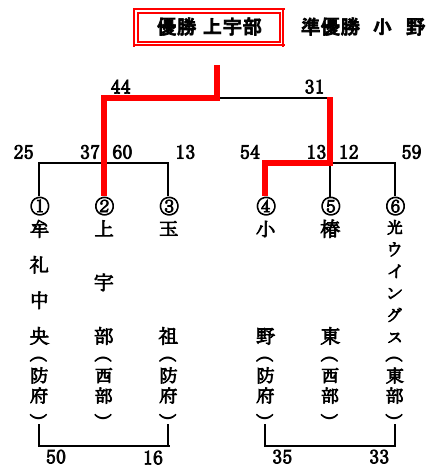 優勝 上宇部 準優勝 小 野
44 31
25 37 60 13 54 13 12 59
① ② ③ ④ ⑤ ⑥
牟礼中央(防府)
上宇部(西部)
玉祖(防府)
小野(防府)
椿東(西部)
光ウイングス(東部)
50 16 35 33